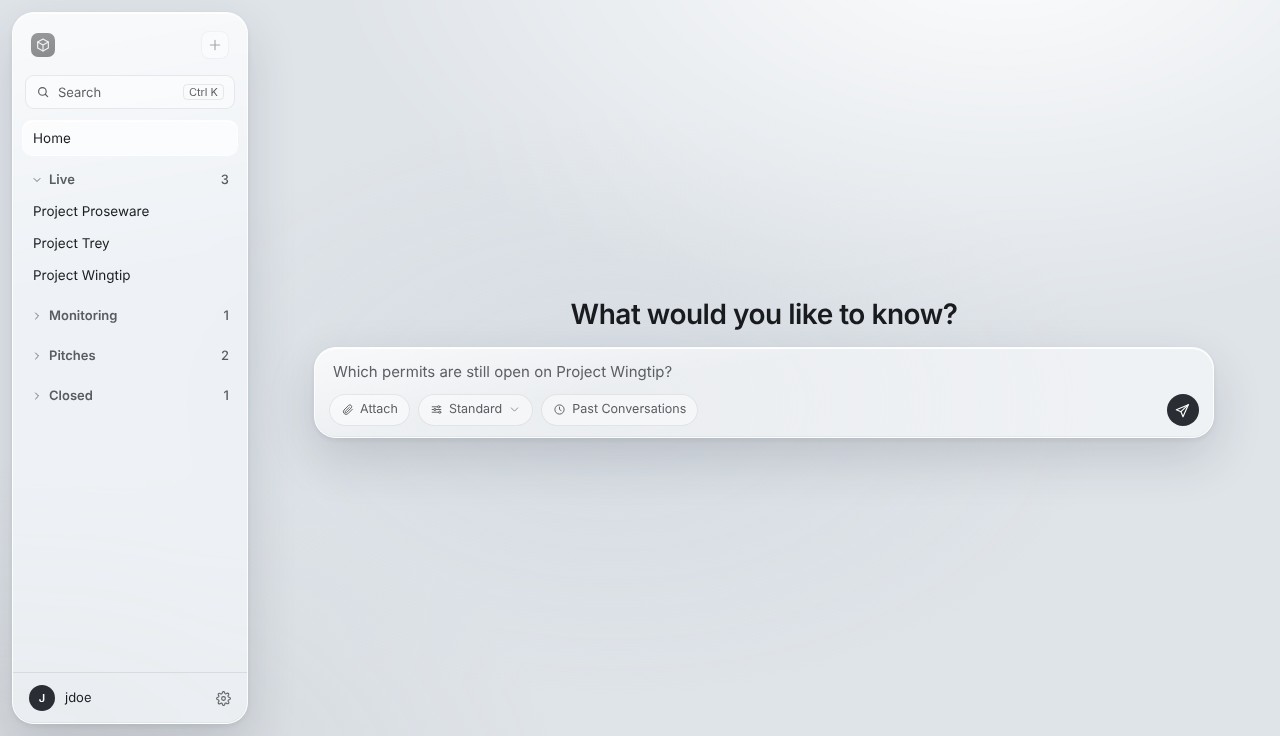 Search
Ctrl K
Home
Live 3
Project Proseware
Project Trey
Project Wingtip
Monitoring 1
Pitches 2
Closed 1
J jdoe
What would you like to know?
Which permits are still open on Project Wingtip?
Attach
Standard
Past Conversations